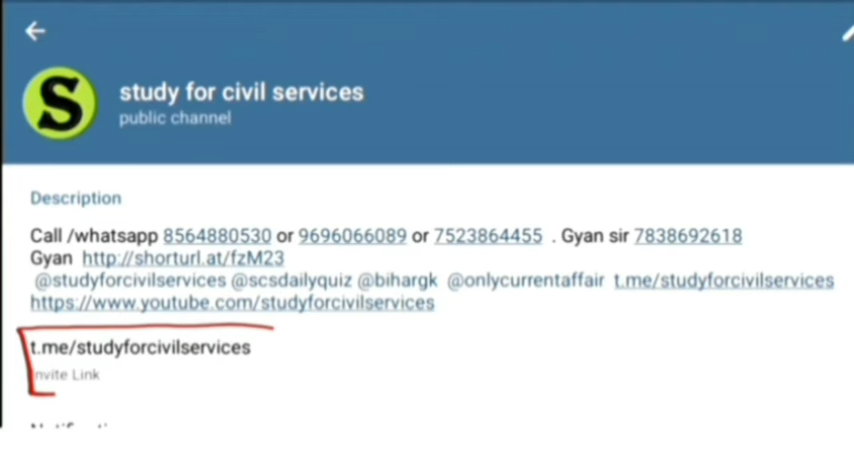 S
study for civil services
public channel
Description
Call /whatsapp 8564880530 or 9696066089 or 7523864455 . Gyan sir 7838692618
Gyan http://shorturl.at/fzM23
@studyforcivilservices @scsdailyquiz @bihargk @onlycurrentaffair t.me/studyforcivilservices
https://www.youtube.com/studyforcivilservices
t.me/studyforcivilservices
Invite Link